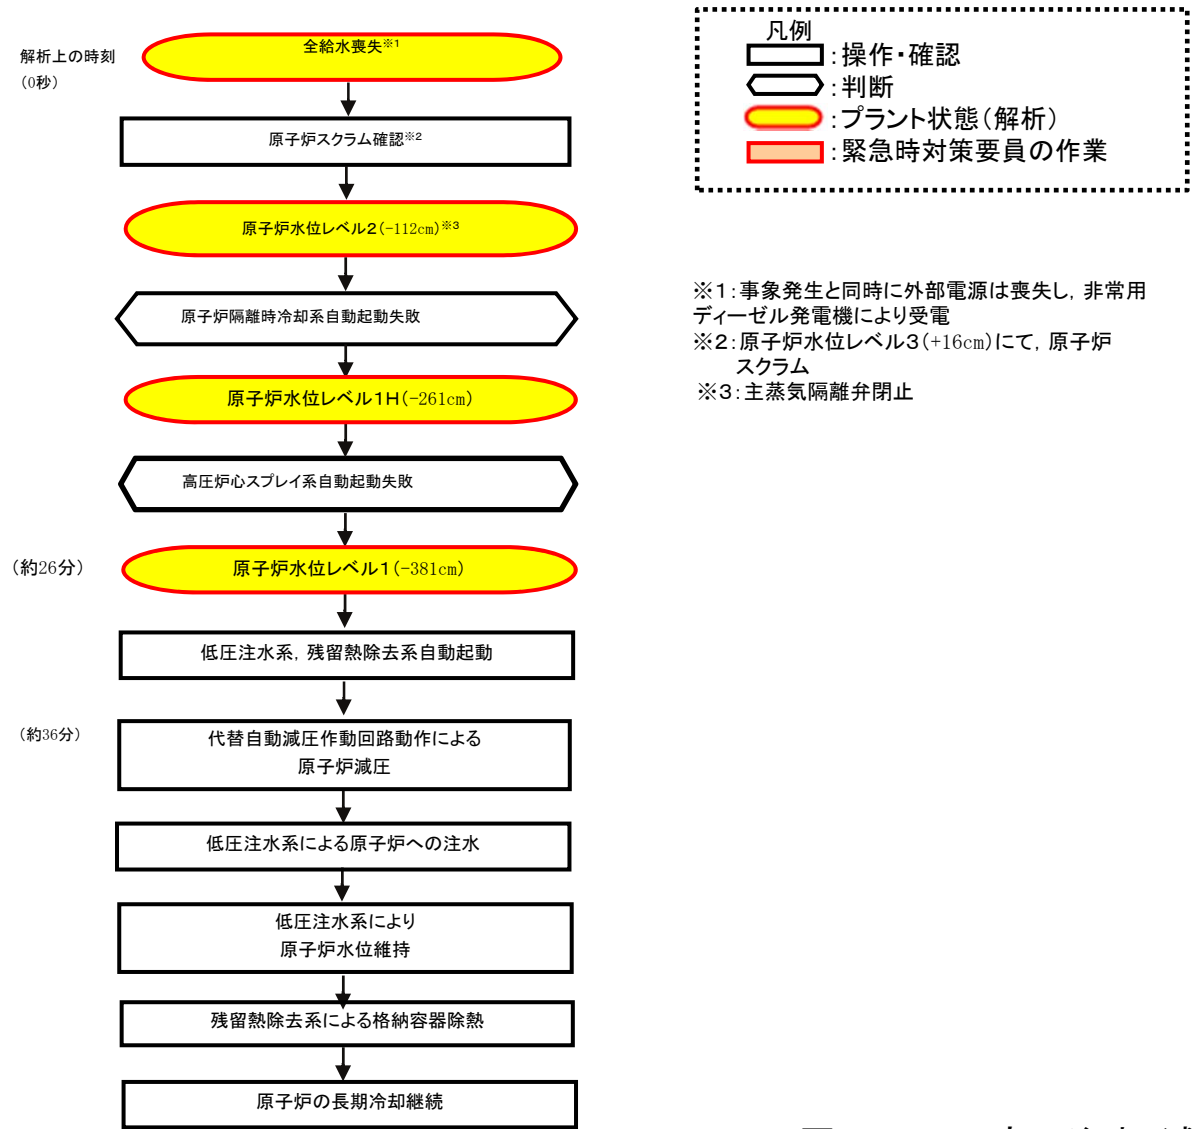 解析上の時刻
(0秒)
全給水喪失※1
原子炉スクラム確認※2
原子炉水位レベル2(-112cm)※3
原子炉隔離時冷却系自動起動失敗
原子炉水位レベル1H(-261cm)
高圧炉心スプレイ系自動起動失敗
(約26分)
原子炉水位レベル1(-381cm)
低圧注水系, 残留熱除去系自動起動
(約36分)
代替自動減圧作動回路動作による
原子炉減圧
低圧注水系による原子炉への注水
低圧注水系により
原子炉水位維持
残留熱除去系による格納容器除熱
原子炉の長期冷却継続
凡例
:操作・確認
:判断
:プラント状態(解析)
:緊急時対策要員の作業
※1:事象発生と同時に外部電源は喪失し, 非常用
ディーゼル発電機により受電
※2:原子炉水位レベル3(+16cm)にて, 原子炉
スクラム
※3:主蒸気隔離弁閉止